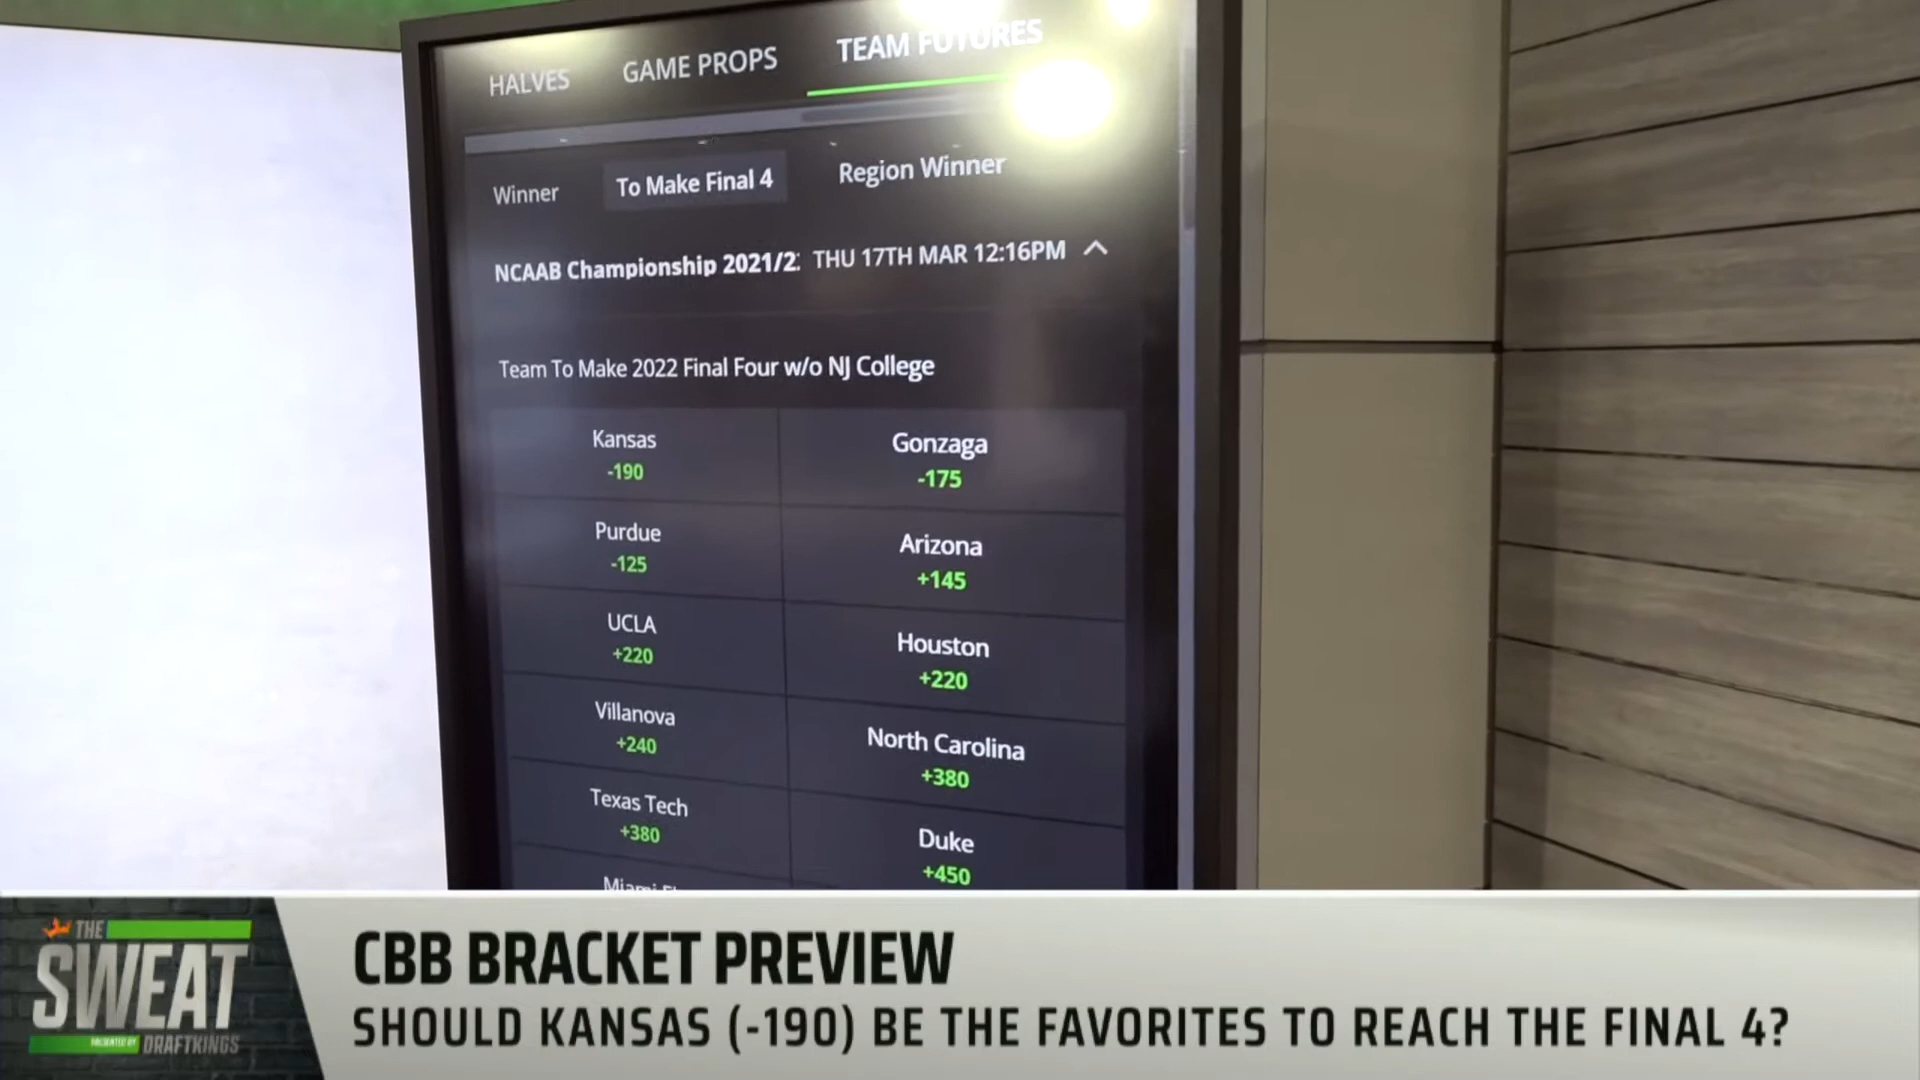 HALVES GAME PROPS TEAM FUTURES
Winner To Make Final 4 Region Winner
NCAAB Championship 2021/2: THU 17TH MAR 12:16PM
Team To Make 2022 Final Four w/o NJ College
Kansas Gonzaga
-190 -175
Purdue Arizona
-125 +145
UCLA Houston
+220 +220
Villanova North Carolina
+240 +380
Texas Tech Duke
+380 +450
THE
SWEAT
PRESENTED BY DRAFTKINGS
CBB BRACKET PREVIEW
SHOULD KANSAS (-190) BE THE FAVORITES TO REACH THE FINAL 4?